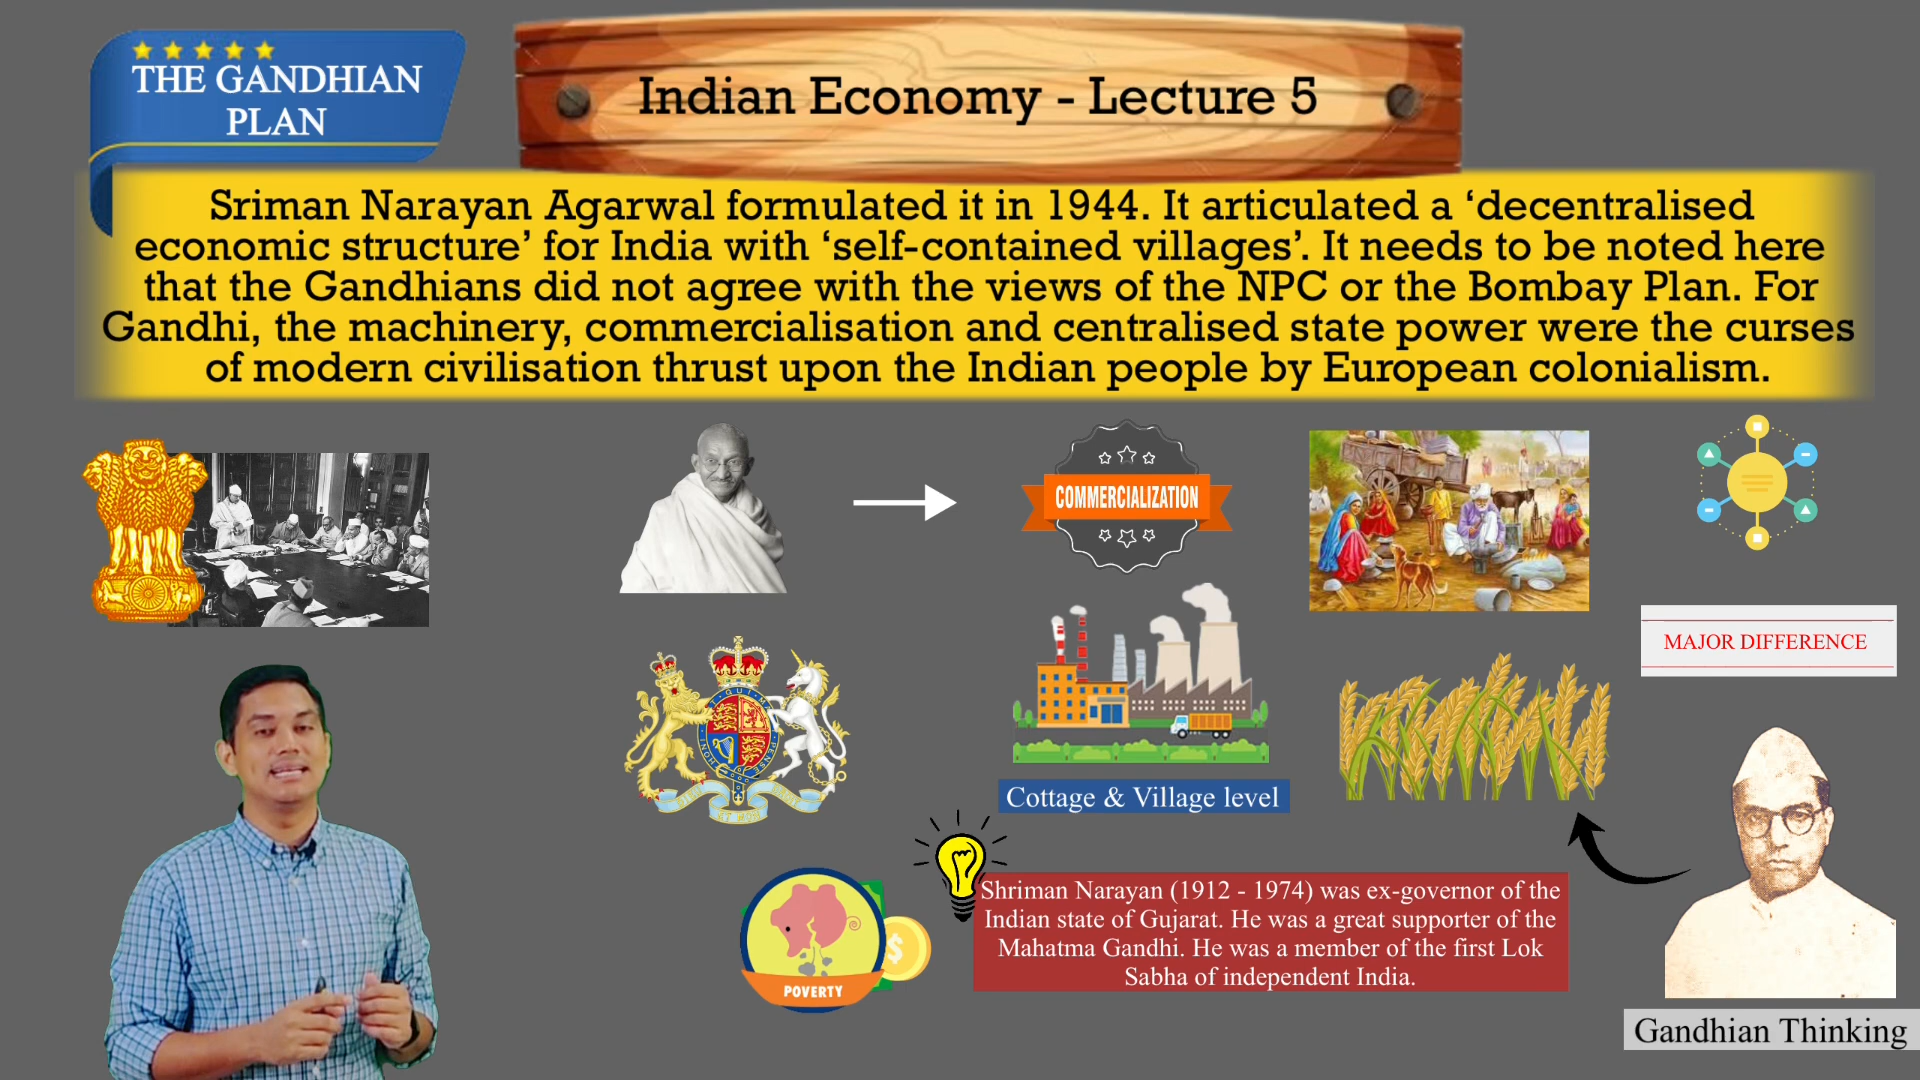 THE GANDHIAN
PLAN
Indian Economy - Lecture 5
Sriman Narayan Agarwal formulated it in 1944. It articulated a ‘decentralised
economic structure’ for India with ‘self-contained villages’. It needs to be noted here
that the Gandhians did not agree with the views of the NPC or the Bombay Plan. For
Gandhi, the machinery, commercialisation and centralised state power were the curses
of modern civilisation thrust upon the Indian people by European colonialism.
COMMERCIALIZATION
MAJOR DIFFERENCE
Cottage & Village level
Shriman Narayan (1912 - 1974) was ex-governor of the
Indian state of Gujarat. He was a great supporter of the
Mahatma Gandhi. He was a member of the first Lok
Sabha of independent India.
$
POVERTY
Gandhian Thinking